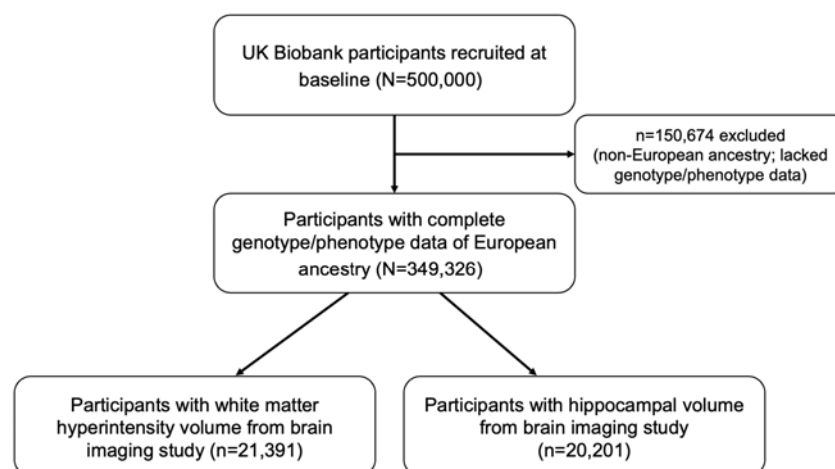 UK Biobank participants recruited at
baseline (N=500,000)
n=150,674 excluded
(non-European ancestry; lacked
genotype/phenotype data)
Participants with complete
genotype/phenotype data of European
ancestry (N=349,326)
Participants with white matter
hyperintensity volume from brain
imaging study (n=21,391)
Participants with hippocampal volume
from brain imaging study
(n=20,201)